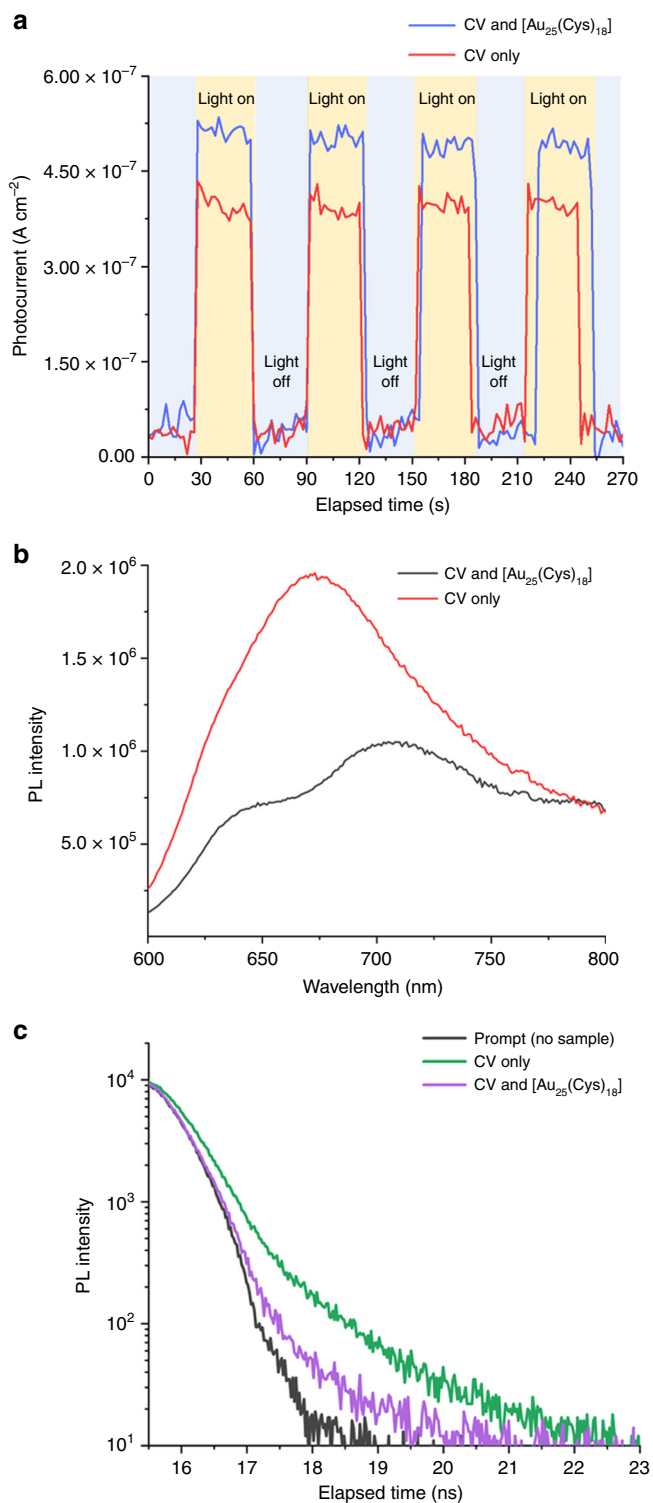 a
CV and [Au₂₅(Cys)₁₈]
CV only
6.00 × 10⁻⁷
4.50 × 10⁻⁷
3.00 × 10⁻⁷
1.50 × 10⁻⁷
0.00
Photocurrent (A cm⁻²)
Light on
Light on
Light on
Light on
Light
off
Light
off
Light
off
0 30 60 90 120 150 180 210 240 270
Elapsed time (s)
b
CV and [Au₂₅(Cys)₁₈]
CV only
2.0 × 10⁶
1.5 × 10⁶
1.0 × 10⁶
5.0 × 10⁵
PL intensity
600 650 700 750 800
Wavelength (nm)
c
Prompt (no sample)
CV only
CV and [Au₂₅(Cys)₁₈]
10⁴
10³
10²
10¹
PL intensity
16 17 18 19 20 21 22 23
Elapsed time (ns)